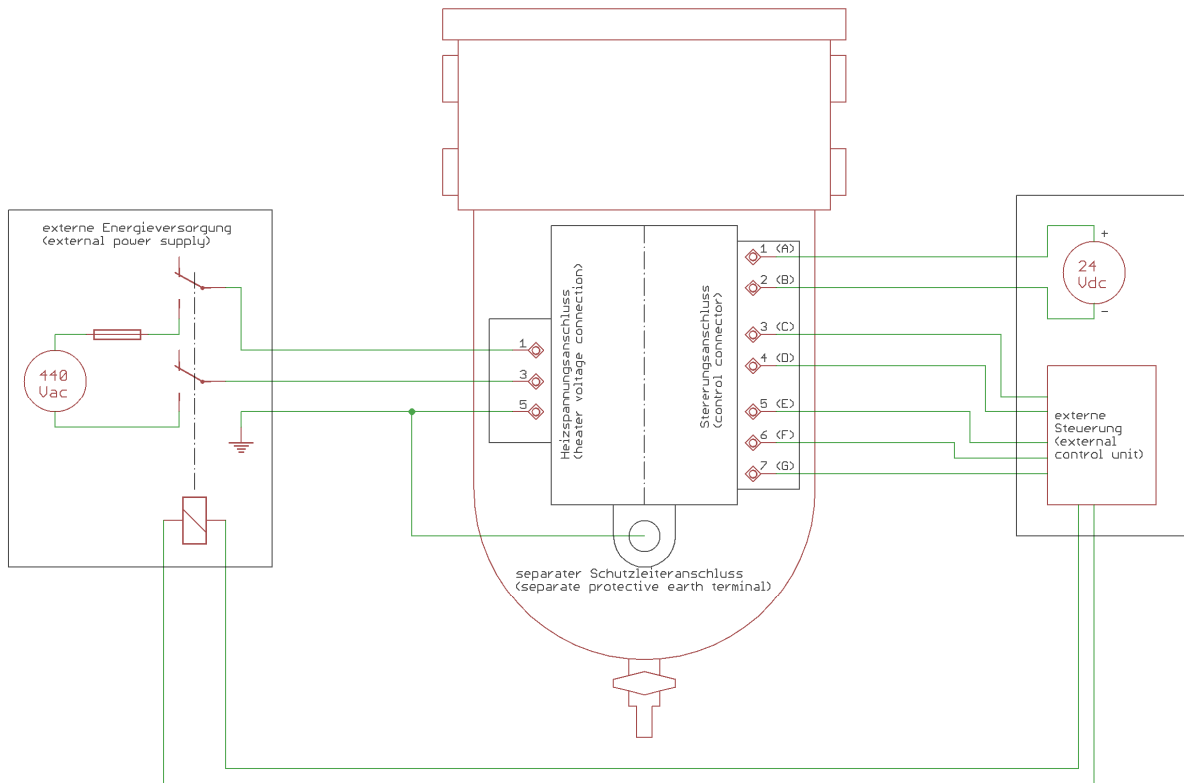 externe Energieversorgung
(external power supply)
440
Vac
1
3
5
Heizspannungsanschluss
(heater voltage connection)
Stererungsanschluss
(control connector)
1 (A)
2 (B)
3 (C)
4 (D)
5 (E)
6 (F)
7 (G)
+
24
Vdc
-
externe
Steuerung
(external
control unit)
separater Schutzleiteranschluss
(separate protective earth terminal)